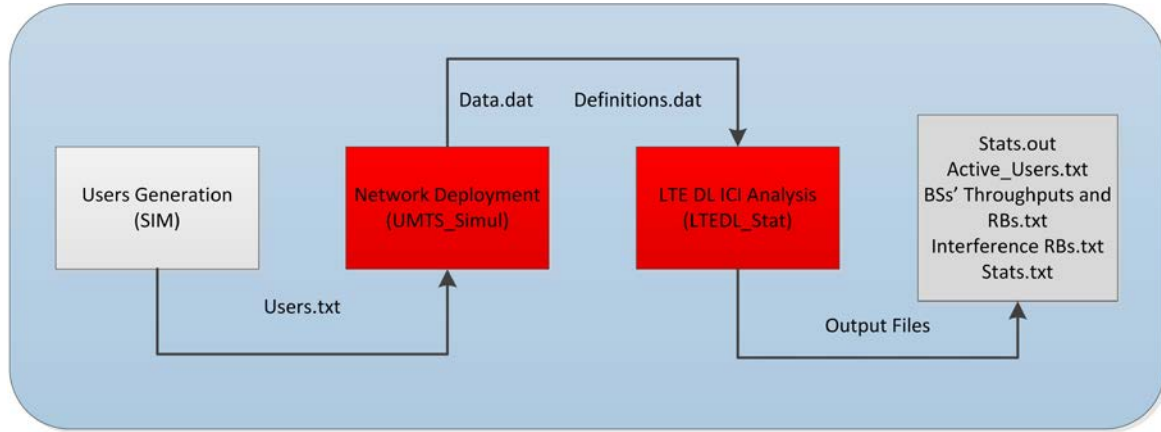 Data.dat
Definitions.dat
Users Generation
(SIM)
Network Deployment
(UMTS_Simul)
LTE DL ICI Analysis
(LTEDL_Stat)
Stats.out
Active_Users.txt
BSs' Throughputs and
RBs.txt
Interference RBs.txt
Stats.txt
Users.txt
Output Files